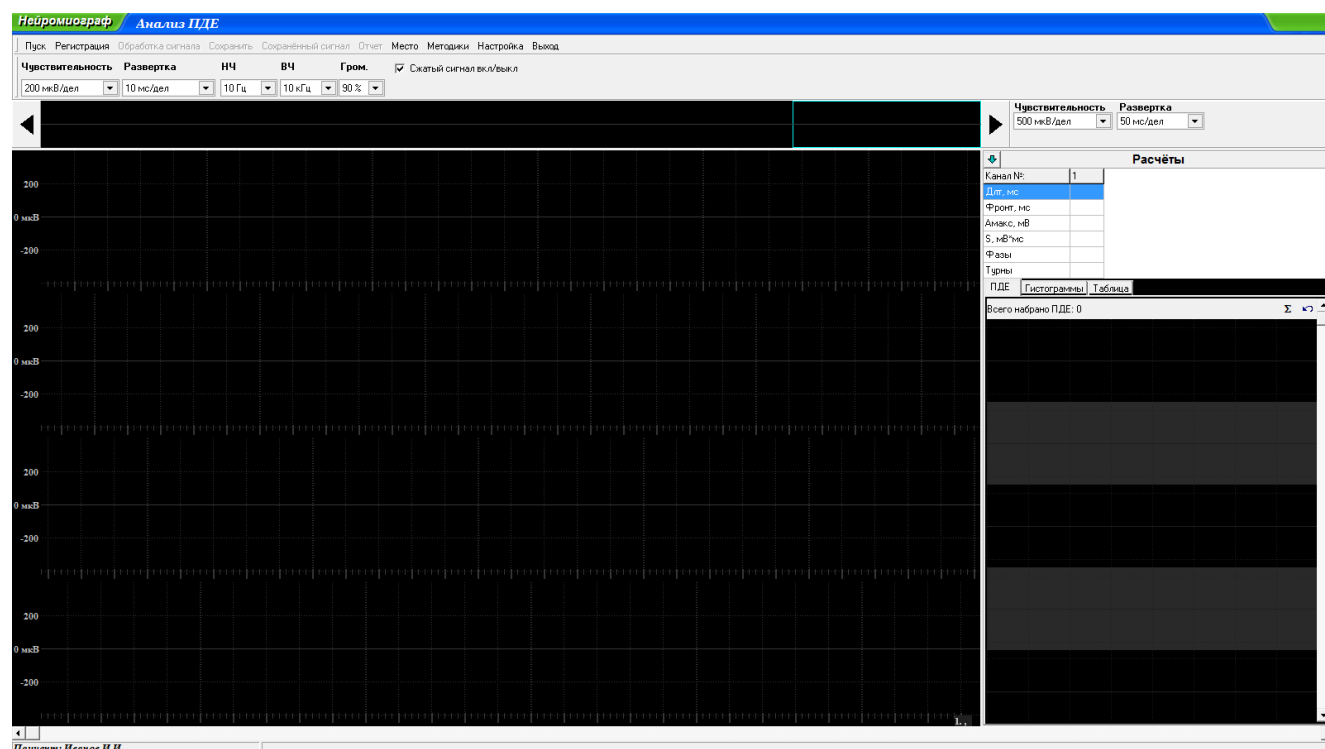 Нейромиограф Анализ ПДЕ
Пуск Регистрация Обработка сигнала Сохранить Сохранённый сигнал Отчет Место Методики Настройка Выход
Чувствительность Развертка НЧ ВЧ Гром. Сжатый сигнал вкл/выкл
200 мкВ/дел 10 мс/дел 10 Гц 10 кГц 90 %
Чувствительность Развертка
500 мкВ/дел 50 мс/дел
Расчёты
Канал №: 1
Длт, мс
Фронт, мс
Амакс, мВ
S, мВ*мс
Фазы
Турны
ПДЕ Гистограммы Таблица
Всего набрано ПДЕ: 0 Σ
200
0 мкВ
-200
200
0 мкВ
-200
200
0 мкВ
-200
200
0 мкВ
-200
1. ,
Пациент: Иванов И.И.